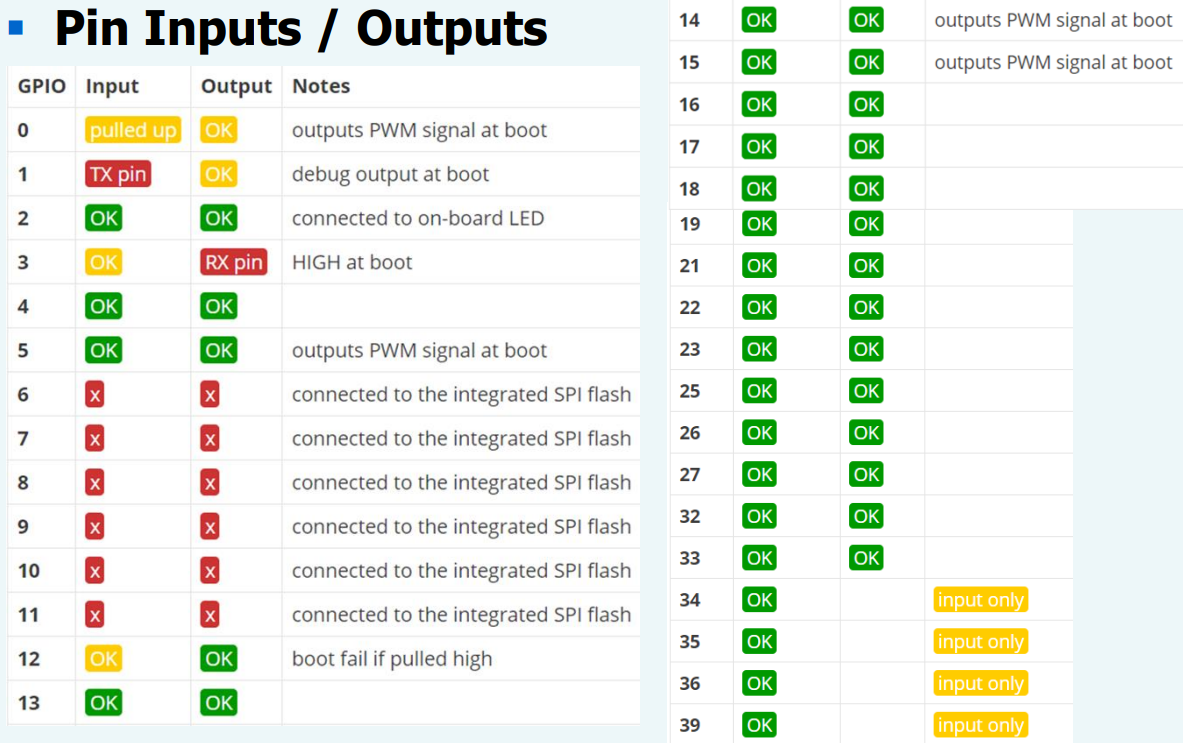 Pin Inputs / Outputs
GPIO Input Output Notes
0 pulled up OK outputs PWM signal at boot
1 TX pin OK debug output at boot
2 OK OK connected to on-board LED
3 OK RX pin HIGH at boot
4 OK OK
5 OK OK outputs PWM signal at boot
6 x x connected to the integrated SPI flash
7 x x connected to the integrated SPI flash
8 x x connected to the integrated SPI flash
9 x x connected to the integrated SPI flash
10 x x connected to the integrated SPI flash
11 x x connected to the integrated SPI flash
12 OK OK boot fail if pulled high
13 OK OK
14 OK OK outputs PWM signal at boot
15 OK OK outputs PWM signal at boot
16 OK OK
17 OK OK
18 OK OK
19 OK OK
21 OK OK
22 OK OK
23 OK OK
25 OK OK
26 OK OK
27 OK OK
32 OK OK
33 OK OK
34 OK input only
35 OK input only
36 OK input only
39 OK input only